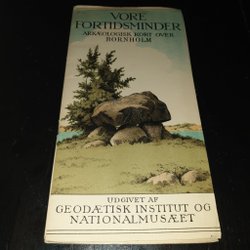 VORE
FORTIDSMINDER
ARKÆOLOGISK KORT OVER
BORNHOLM
UDGIVET AF
GEODÆTISK INSTITUT OG
NATIONALMUSÆET